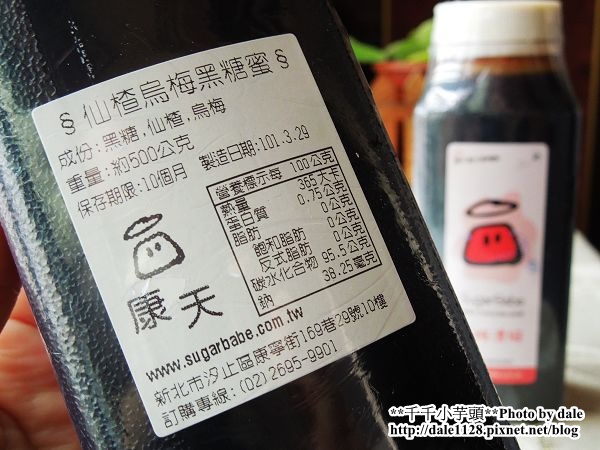 §仙楂烏梅黑糖蜜§
成份:黑糖,仙楂,烏梅
重量:約500公克
製造日期:101.3.29
保存期限:10個月
營養標示每 100公克
熱量 365大卡
蛋白質 0.75公克
脂肪 0公克
飽和脂肪 0公克
反式脂肪 0公克
碳水化合物 95.5公克
鈉 38.25毫克
康天
www.sugarbabe.com.tw
新北市汐止區康寧街169巷29號10樓
訂購專線: (02) 2695-9901
SugarBabe
**千千小芋頭**Photo by dale
http://dale1128.pixnet.net/blog